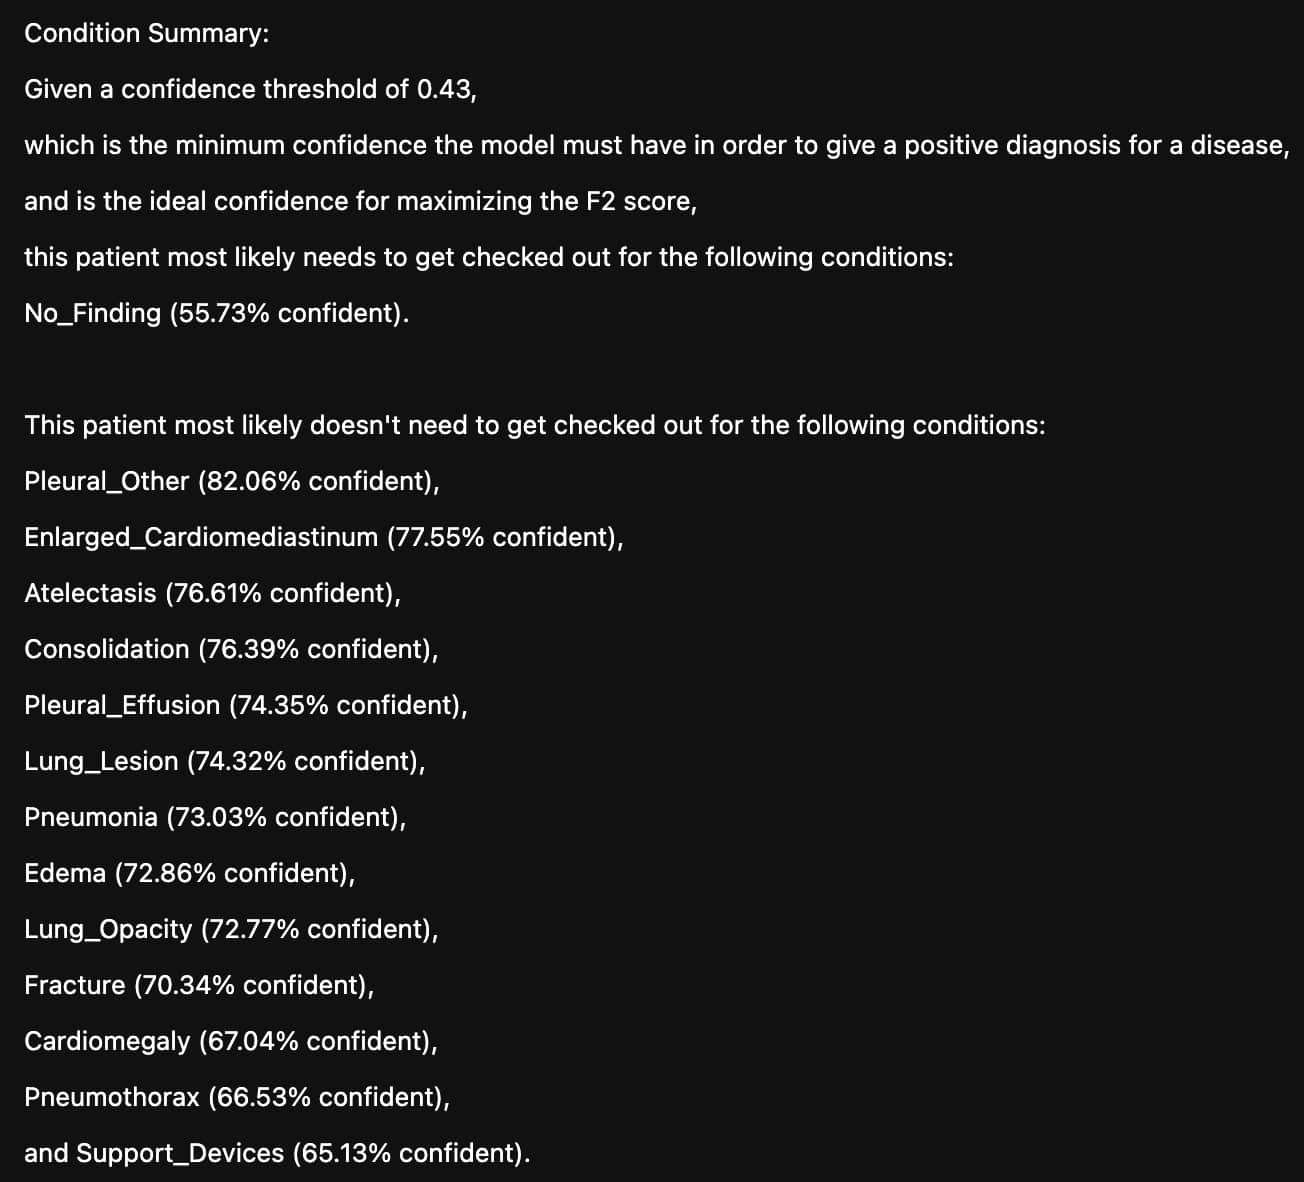 Condition Summary:
Given a confidence threshold of 0.43,
which is the minimum confidence the model must have in order to give a positive diagnosis for a disease,
and is the ideal confidence for maximizing the F2 score,
this patient most likely needs to get checked out for the following conditions:
No_Finding (55.73% confident).
This patient most likely doesn't need to get checked out for the following conditions:
Pleural_Other (82.06% confident),
Enlarged_Cardiomediastinum (77.55% confident),
Atelectasis (76.61% confident),
Consolidation (76.39% confident),
Pleural_Effusion (74.35% confident),
Lung_Lesion (74.32% confident),
Pneumonia (73.03% confident),
Edema (72.86% confident),
Lung_Opacity (72.77% confident),
Fracture (70.34% confident),
Cardiomegaly (67.04% confident),
Pneumothorax (66.53% confident),
and Support_Devices (65.13% confident).